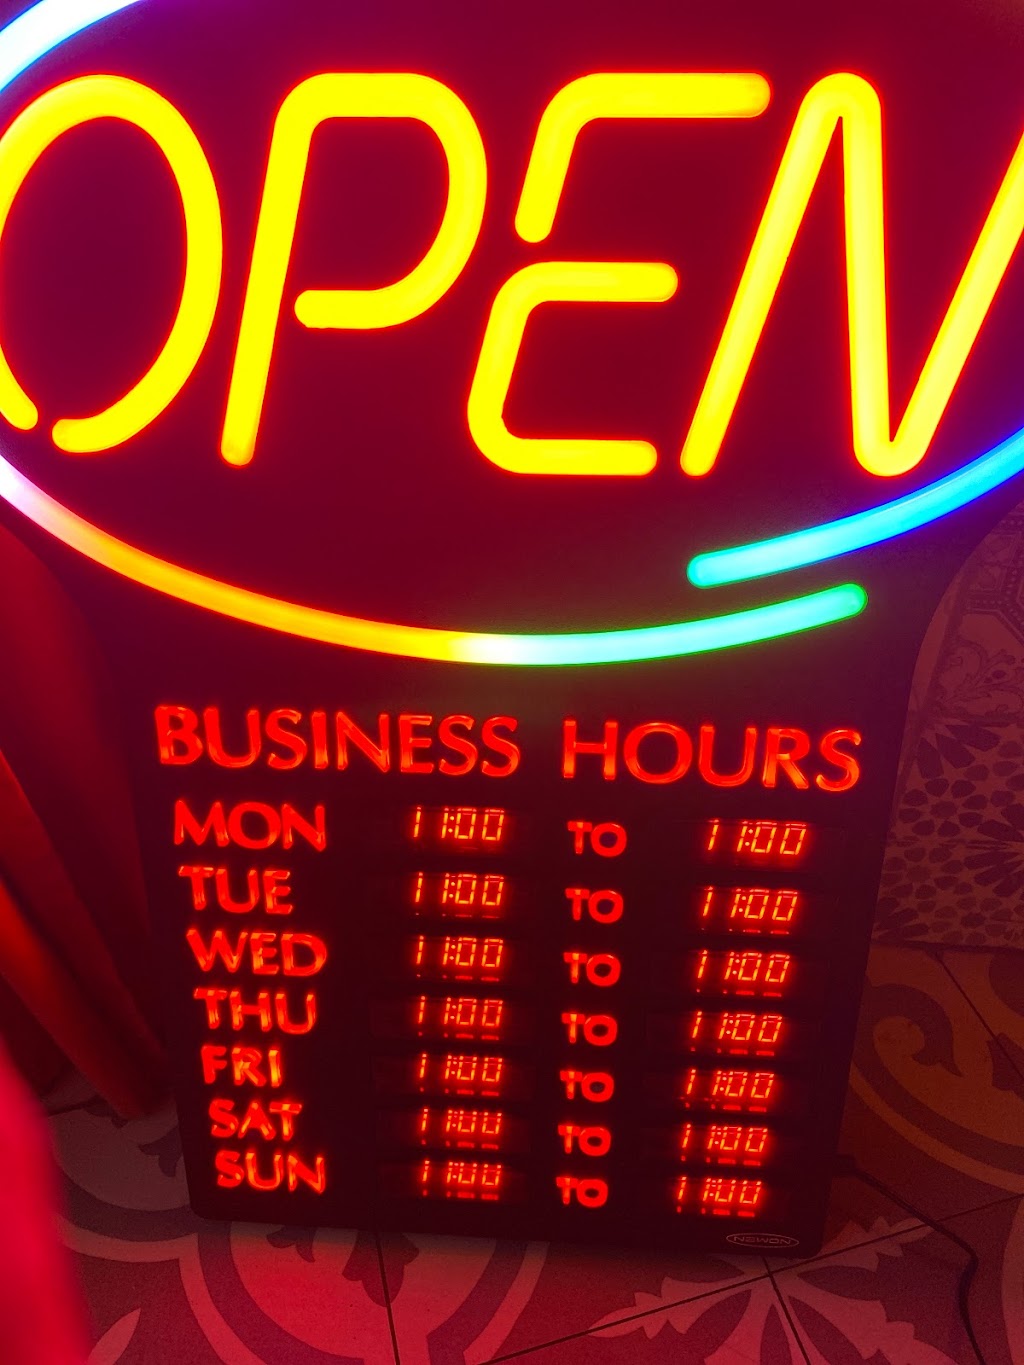 OPEN
BUSINESS HOURS
MON 11:00 TO 11:00
TUE 11:00 TO 11:00
WED 11:00 TO 11:00
THU 11:00 TO 11:00
FRI 11:00 TO 11:00
SAT 11:00 TO 11:00
SUN 11:00 TO 11:00
NEWON